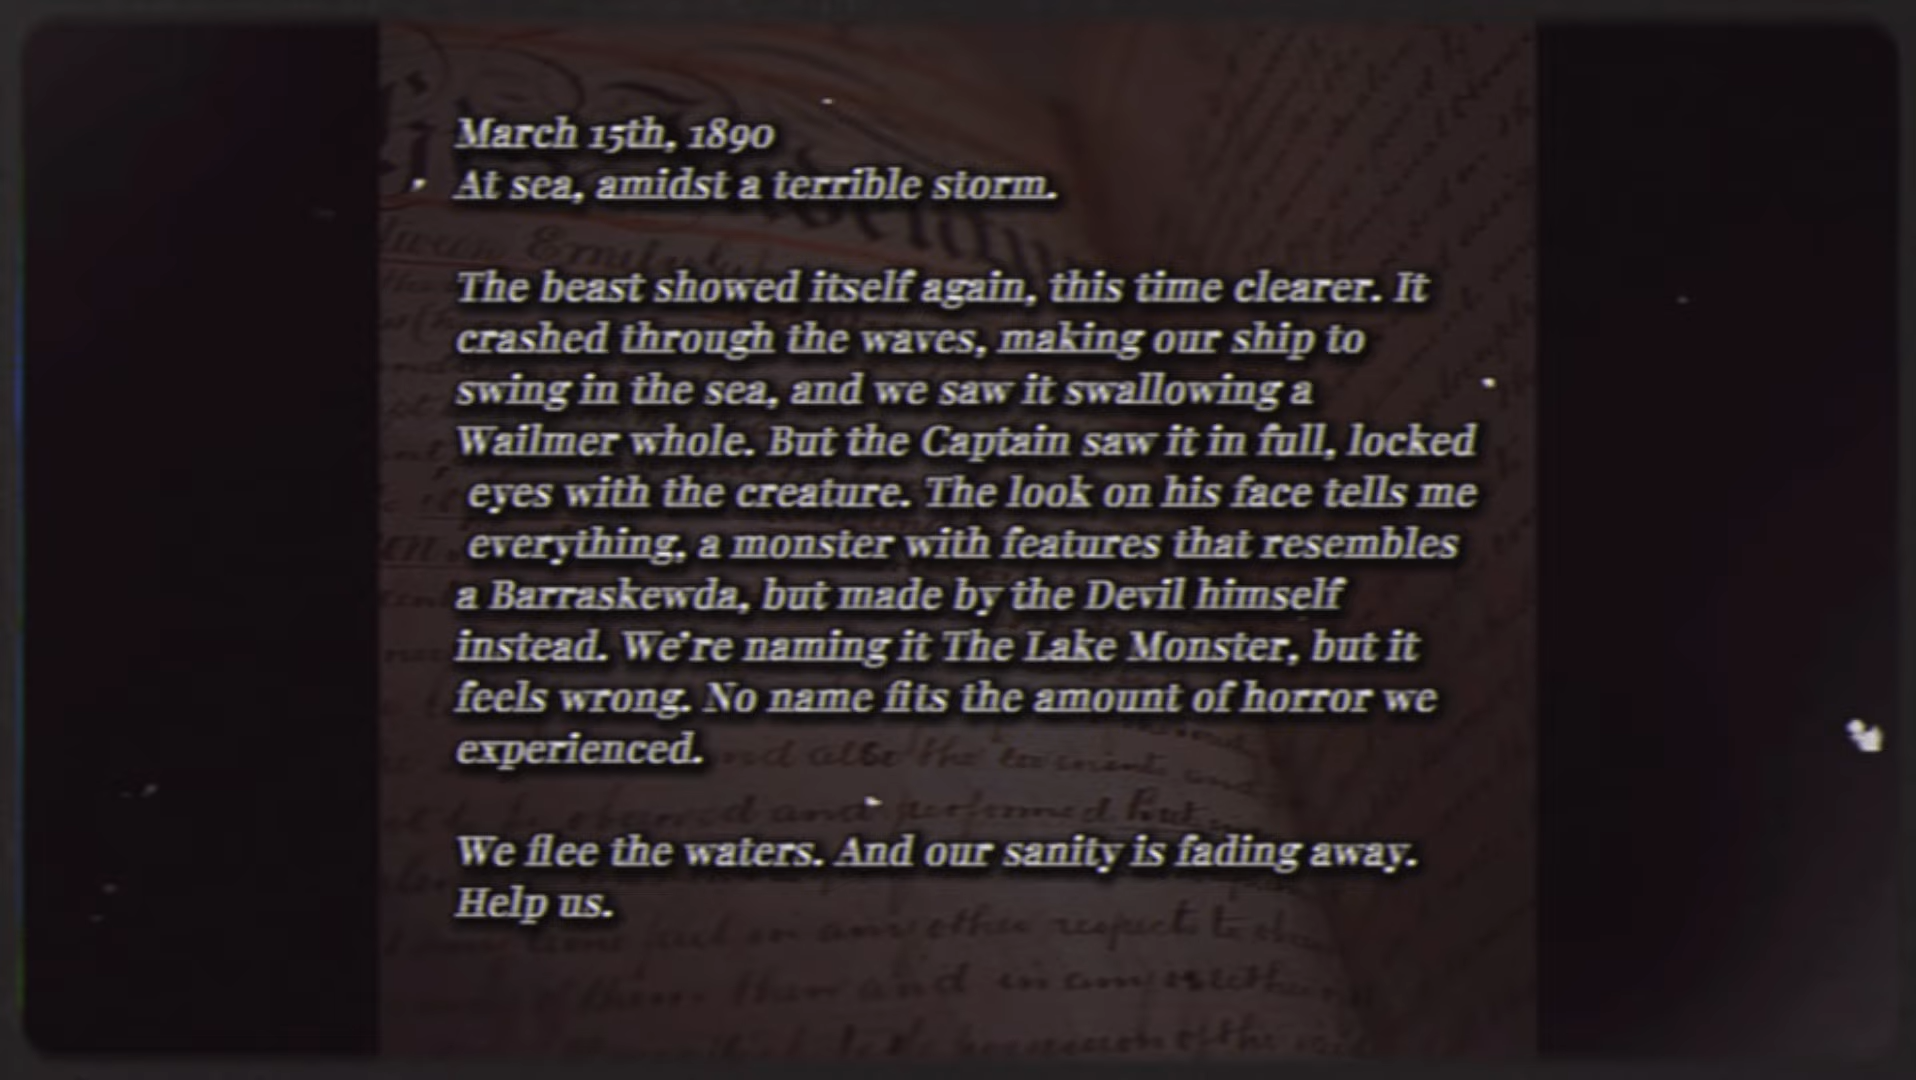 March 15th, 1890
At sea, amidst a terrible storm.
The beast showed itself again, this time clearer. It
crashed through the waves, making our ship to
swing in the sea, and we saw it swallowing a
Wailmer whole. But the Captain saw it in full, locked
eyes with the creature. The look on his face tells me
everything, a monster with features that resembles
a Barraskewda, but made by the Devil himself
instead. We're naming it The Lake Monster, but it
feels wrong. No name fits the amount of horror we
experienced.
We flee the waters. And our sanity is fading away.
Help us.